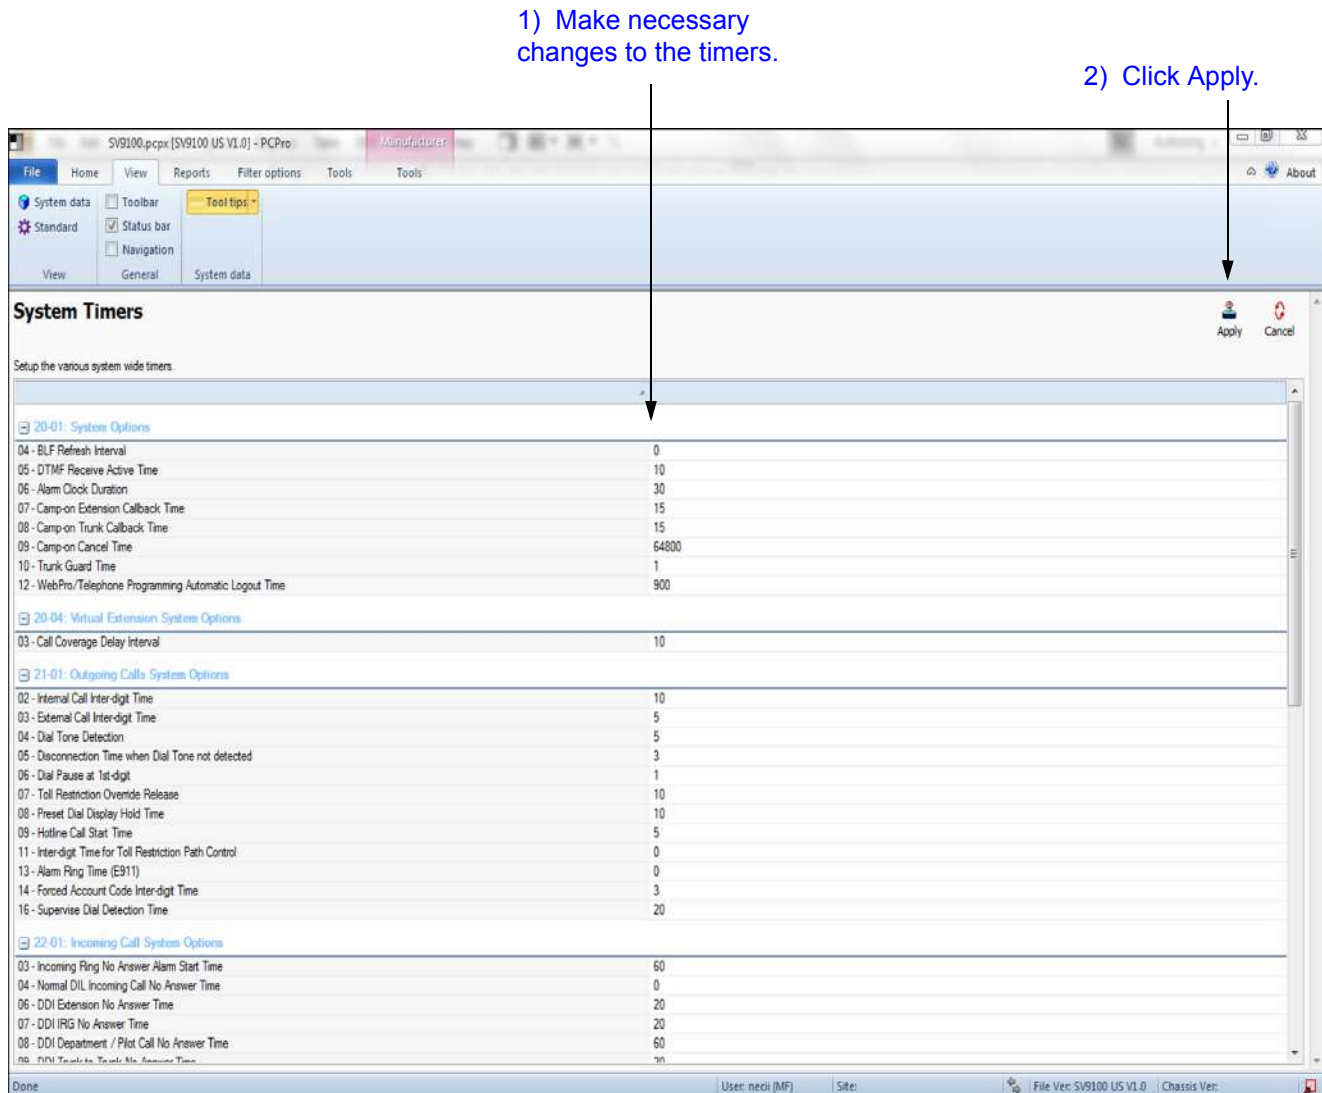 1)  Make necessary
changes to the timers.
2)  Click Apply.
SV9100.pcpx [SV9100 US V1.0] - PCPro
Manufacturer
File Home View Reports Filter options Tools Tools About
System data Toolbar Tool tips
Standard Status bar
Navigation
View General System data
System Timers
Apply Cancel
Setup the various system wide timers.
20-01: System Options
04 - BLF Refresh Interval 0
05 - DTMF Receive Active Time 10
06 - Alarm Clock Duration 30
07 - Camp-on Extension Callback Time 15
08 - Camp-on Trunk Callback Time 15
09 - Camp-on Cancel Time 64800
10 - Trunk Guard Time 1
12 - WebPro/Telephone Programming Automatic Logout Time 900
20-04: Virtual Extension System Options
03 - Call Coverage Delay Interval 10
21-01: Outgoing Calls System Options
02 - Internal Call Inter-digit Time 10
03 - External Call Inter-digit Time 5
04 - Dial Tone Detection 5
05 - Disconnection Time when Dial Tone not detected 3
06 - Dial Pause at 1st-digit 1
07 - Toll Restriction Override Release 10
08 - Preset Dial Display Hold Time 10
09 - Hotline Call Start Time 5
11 - Inter-digit Time for Toll Restriction Path Control 0
13 - Alarm Ring Time (E911) 0
14 - Forced Account Code Inter-digit Time 3
16 - Supervise Dial Detection Time 20
22-01: Incoming Call System Options
03 - Incoming Ring No Answer Alarm Start Time 60
04 - Normal DIL Incoming Call No Answer Time 0
06 - DDI Extension No Answer Time 20
07 - DDI IRG No Answer Time 20
08 - DDI Department / Pilot Call No Answer Time 60
09 - DDI Trunk to Trunk No Answer Time 20
Done User: necii (MF) Site: File Ver: SV9100 US V1.0 Chassis Ver: